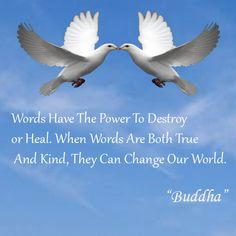 Words Have The Power To Destroy
or Heal. When Words Are Both True
And Kind, They Can Change Our World.
“Buddha”